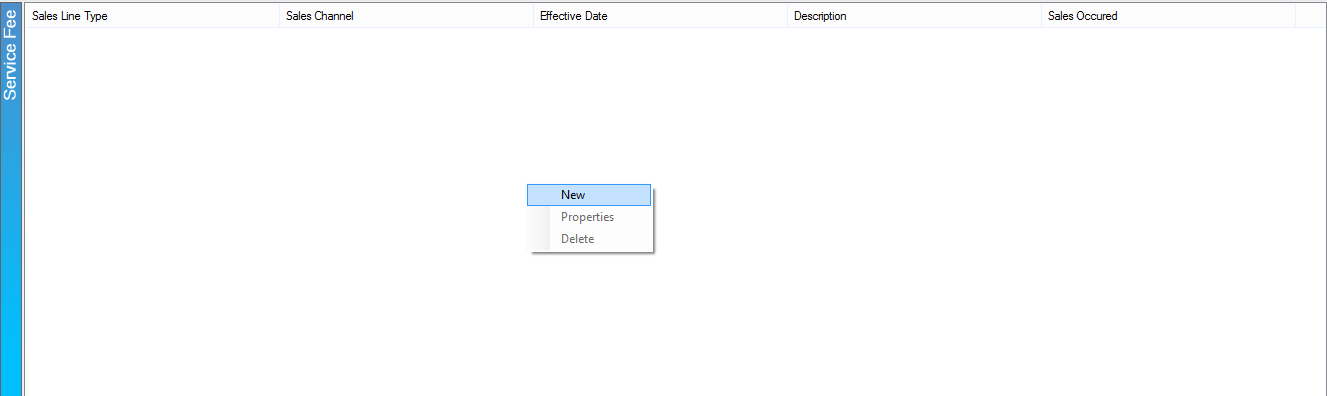 Service Fee
Sales Line Type Sales Channel Effective Date Description Sales Occured
New
Properties
Delete